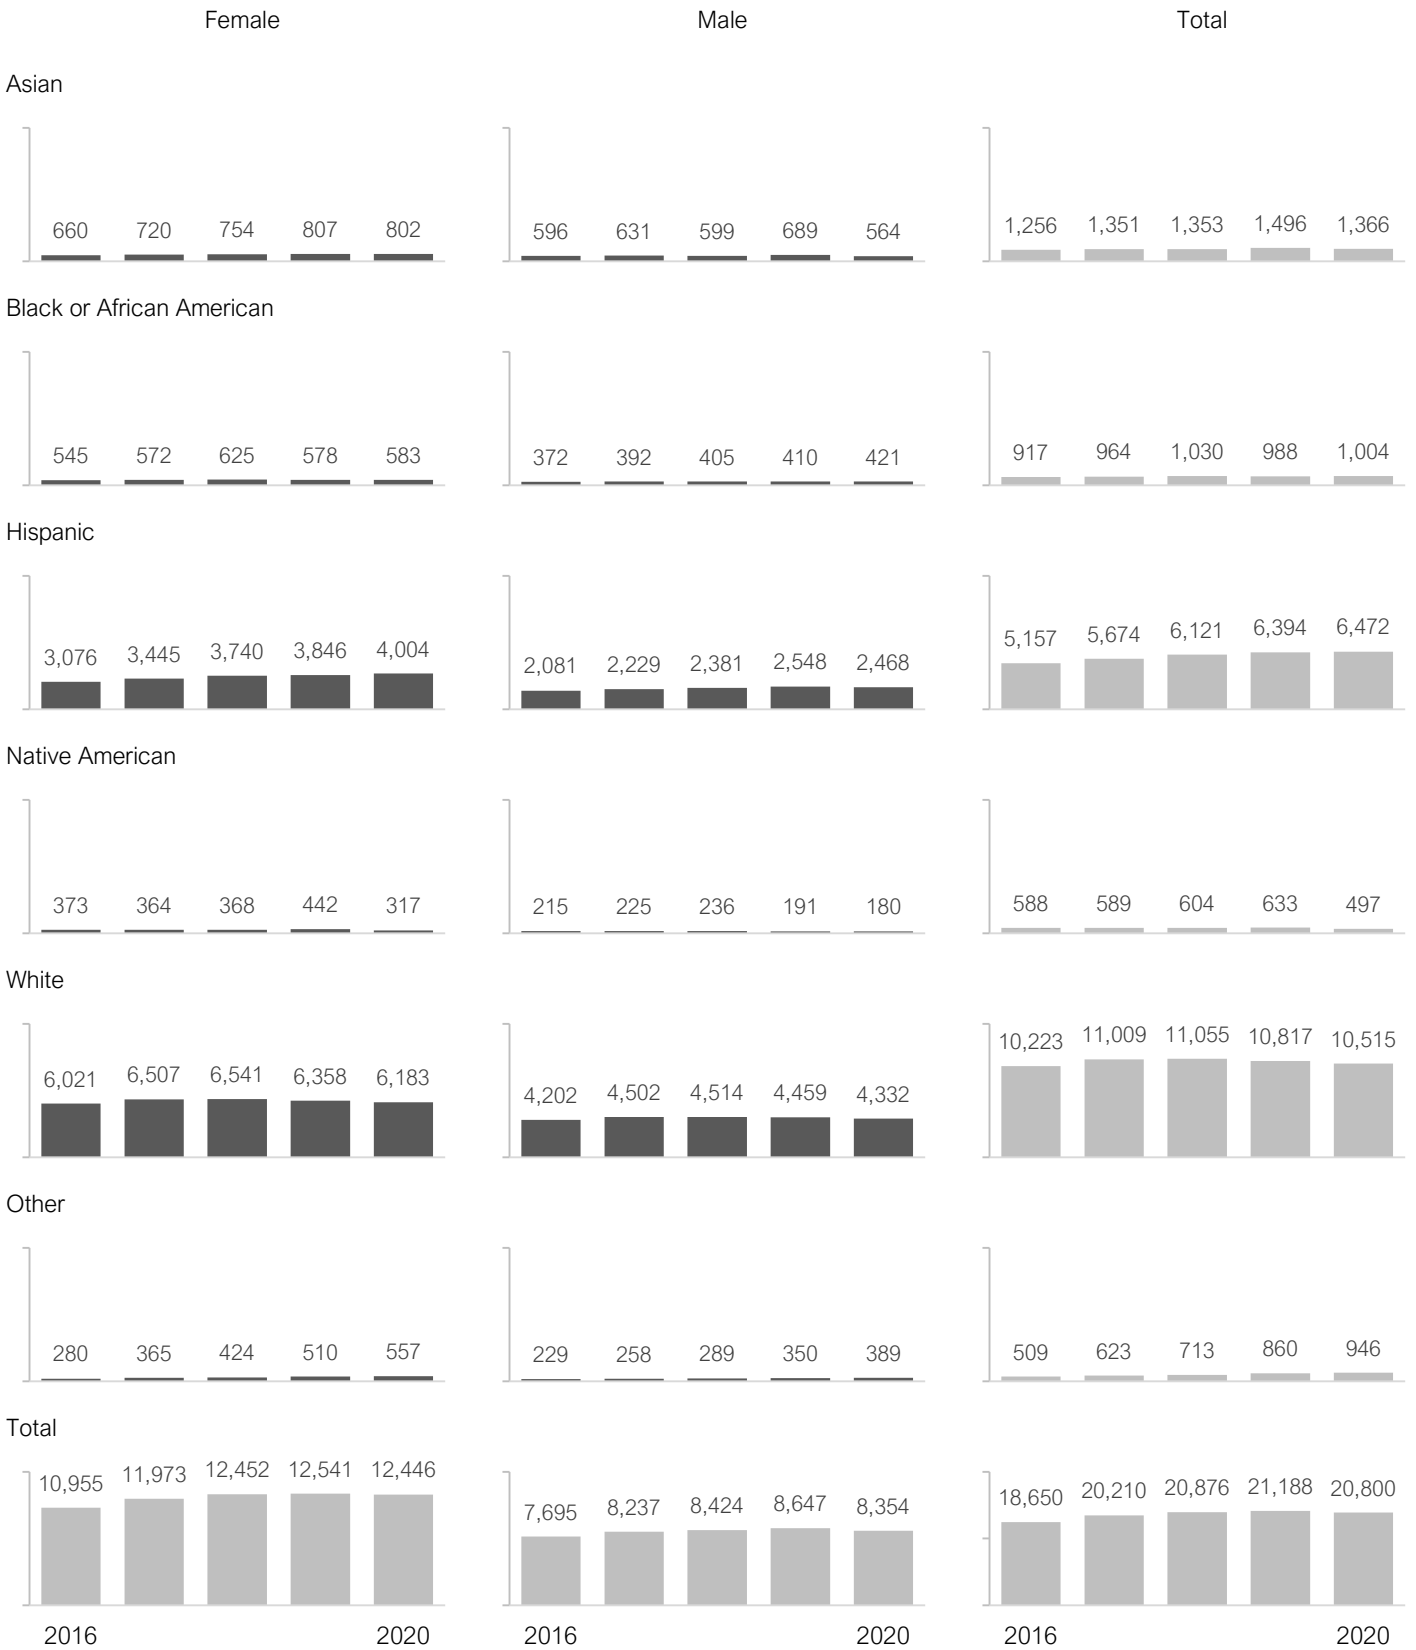 Female Male Total
Asian
660 720 754 807 802 596 631 599 689 564 1,256 1,351 1,353 1,496 1,366
Black or African American
545 572 625 578 583 372 392 405 410 421 917 964 1,030 988 1,004
Hispanic
3,076 3,445 3,740 3,846 4,004 2,081 2,229 2,381 2,548 2,468 5,157 5,674 6,121 6,394 6,472
Native American
373 364 368 442 317 215 225 236 191 180 588 589 604 633 497
White
6,021 6,507 6,541 6,358 6,183 4,202 4,502 4,514 4,459 4,332 10,223 11,009 11,055 10,817 10,515
Other
280 365 424 510 557 229 258 289 350 389 509 623 713 860 946
Total
10,955 11,973 12,452 12,541 12,446 7,695 8,237 8,424 8,647 8,354 18,650 20,210 20,876 21,188 20,800
2016 2020 2016 2020 2016 2020